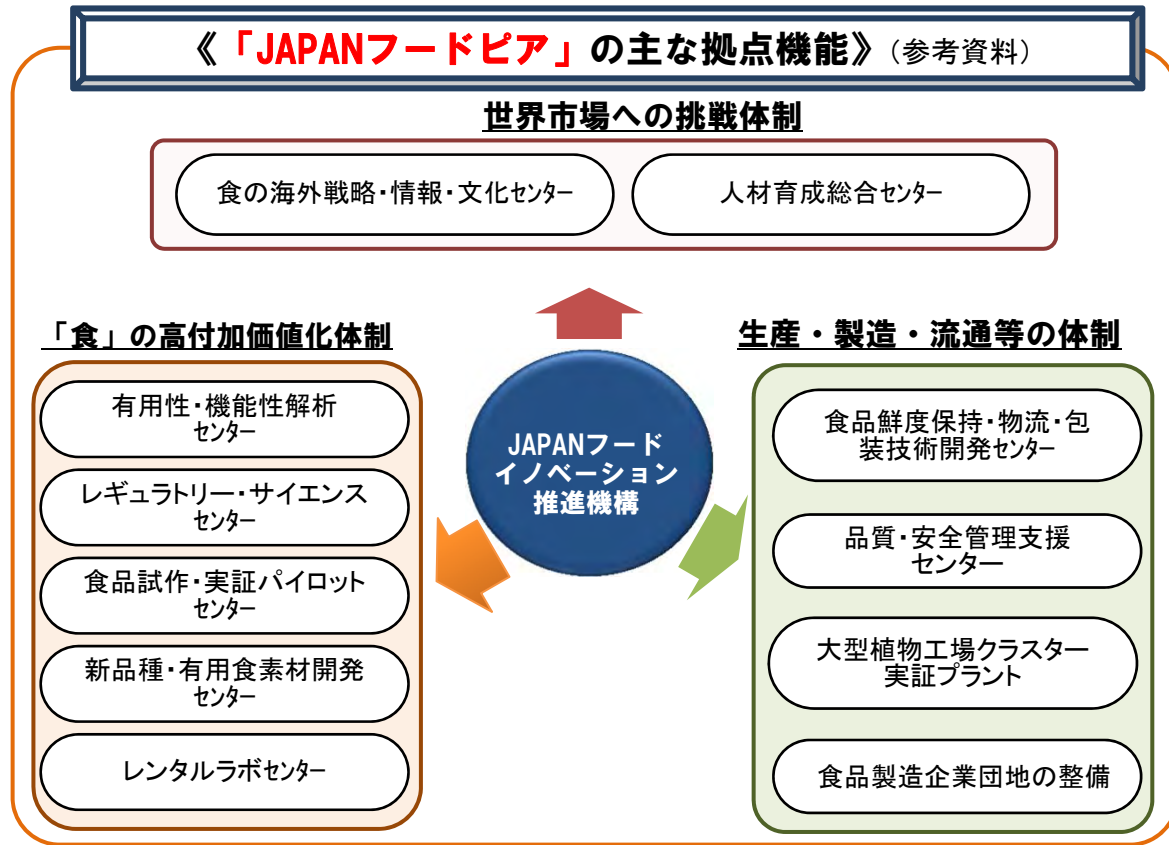 《「JAPANフードピア」の主な拠点機能》(参考資料)
世界市場への挑戦体制
食の海外戦略・情報・文化センター
人材育成総合センター
「食」の高付加価値化体制
有用性・機能性解析
センター
レギュラトリー・サイエンス
センター
食品試作・実証パイロット
センター
新品種・有用食素材開発
センター
レンタルラボセンター
JAPANフード
イノベーション
推進機構
生産・製造・流通等の体制
食品鮮度保持・物流・包
装技術開発センター
品質・安全管理支援
センター
大型植物工場クラスター
実証プラント
食品製造企業団地の整備